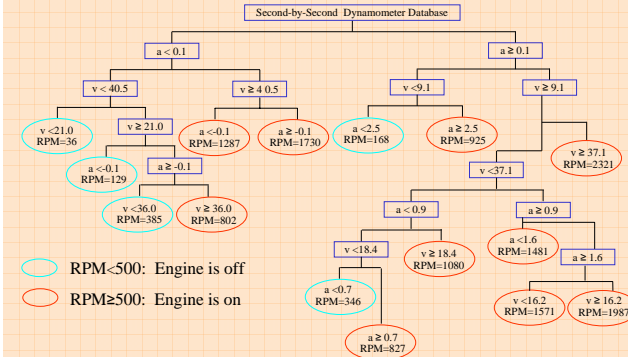 Second-by-Second Dynamometer Database
a < 0.1
a ≥ 0.1
v < 40.5
v ≥ 4 0.5
v <9.1
v ≥ 9.1
v <21.0
RPM=36
v ≥ 21.0
a <-0.1
RPM=1287
a ≥ -0.1
RPM=1730
a <2.5
RPM=168
a ≥ 2.5
RPM=925
v ≥ 37.1
RPM=2321
a <-0.1
RPM=129
a ≥ -0.1
v <37.1
v <36.0
RPM=385
v ≥ 36.0
RPM=802
a < 0.9
a ≥ 0.9
v <18.4
v ≥ 18.4
RPM=1080
a <1.6
RPM=1481
a ≥ 1.6
a <0.7
RPM=346
v <16.2
RPM=1571
v ≥ 16.2
RPM=1987
a ≥ 0.7
RPM=827
RPM<500: Engine is off
RPM≥500: Engine is on